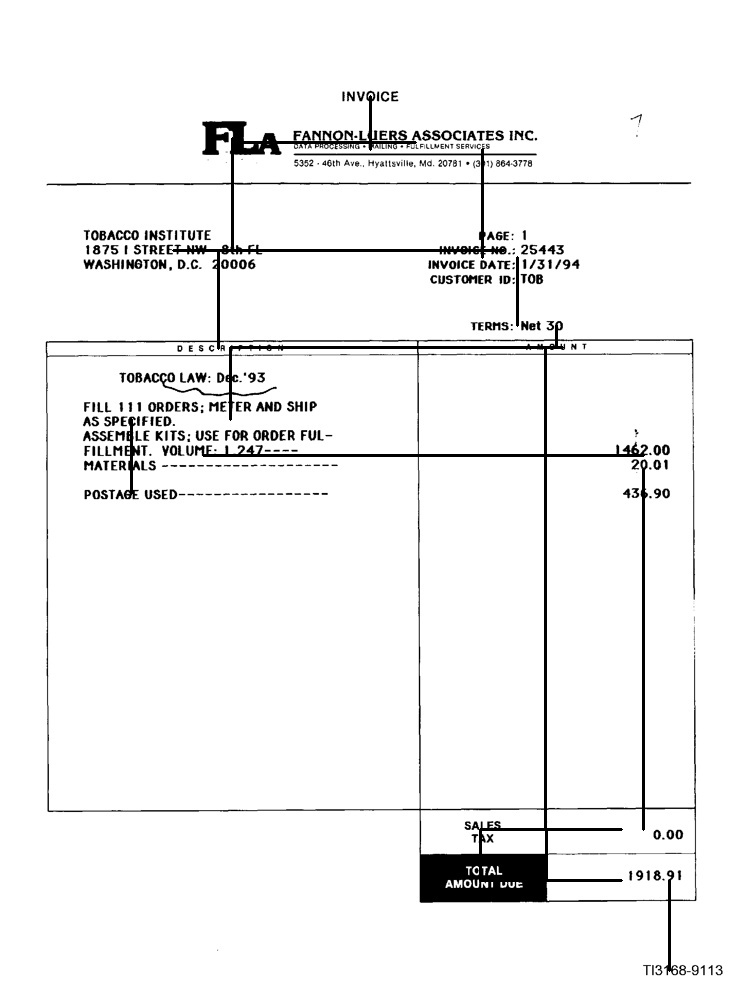 INVOICE
7
FLA
FANNON-LUERS ASSOCIATES INC.
DATA PROCESSING • MAILING • FULFILLMENT SERVICES
5352 - 46th Ave., Hyattsville, Md. 20781 • (301) 864-3778
TOBACCO INSTITUTE
1875 I STREET NW 8th FL
WASHINGTON, D.C. 20006
PAGE: 1
INVOICE NO.: 25443
INVOICE DATE: 1/31/94
CUSTOMER ID: TOB
TERMS: Net 30
DESCRIPTION AMOUNT
TOBACCO LAW: Dec.'93
FILL 111 ORDERS; METER AND SHIP
AS SPECIFIED.
ASSEMBLE KITS; USE FOR ORDER FUL-
FILLMENT. VOLUME: 1,247---- 1462.00
MATERIALS -------------------- 20.01
POSTAGE USED----------------- 436.90
SALES
TAX 0.00
TOTAL
AMOUNT DUE 1918.91
TI3168-9113